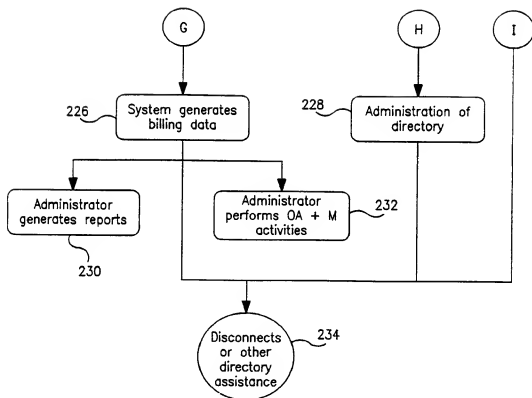 G
H
I
226
System generates
billing data
228
Administration of
directory
Administrator
generates reports
230
Administrator
performs OA + M
activities
232
Disconnects
or other
directory
assistance
234